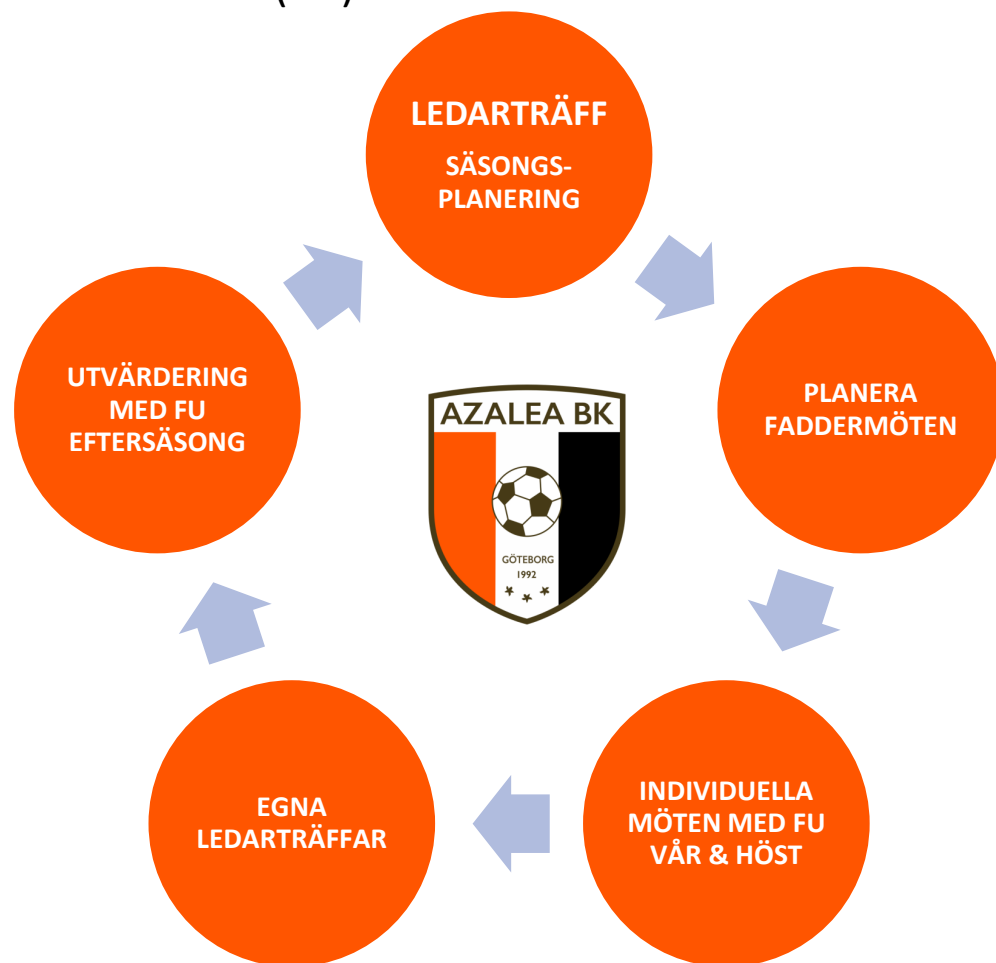 LEDARTRÄFF
SÄSONGS-
PLANERING
PLANERA
FADDERMÖTEN
INDIVIDUELLA
MÖTEN MED FU
VÅR & HÖST
EGNA
LEDARTRÄFFAR
UTVÄRDERING
MED FU
EFTERSÄSONG
AZALEA BK
GÖTEBORG
1992